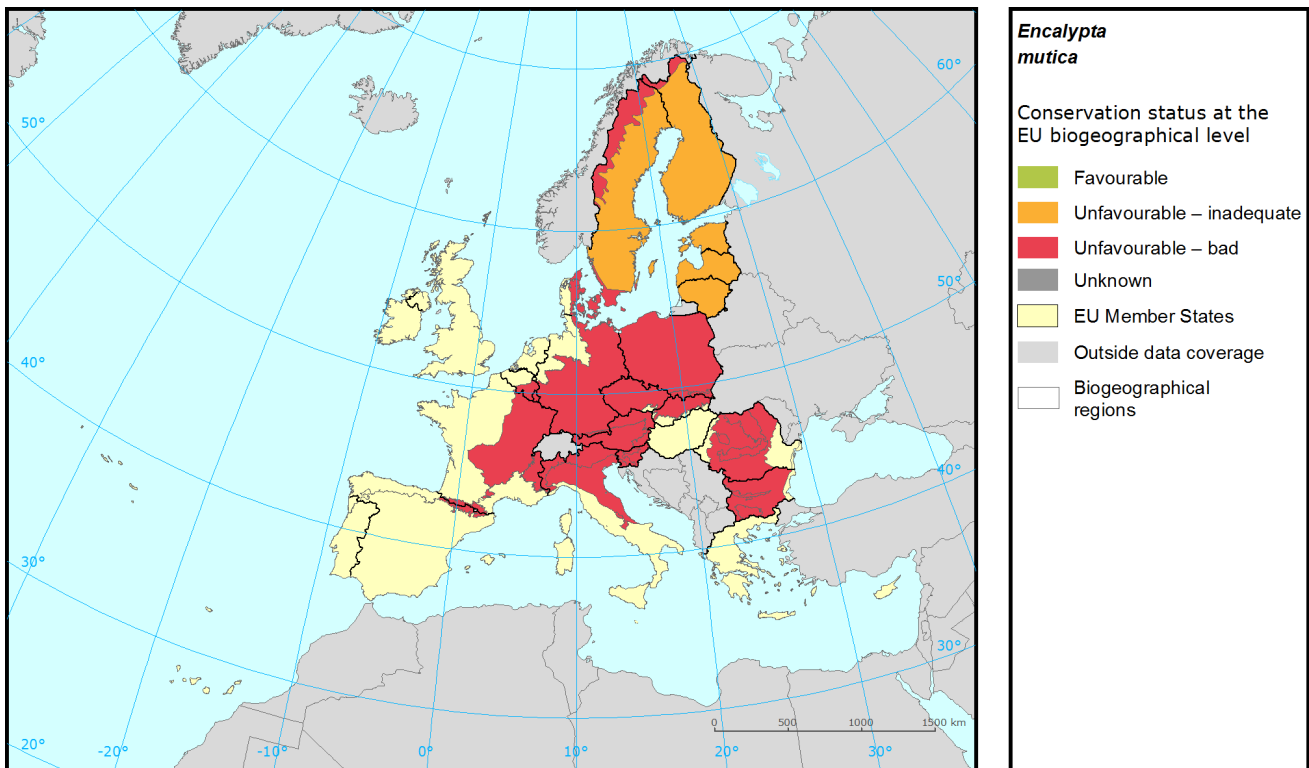 60°
50°
50°
40°
40°
30°
30°
20°
-20°
-10°
0°
10°
20°
30°
0
500
1000
1500 km
Encalypta
mutica
Conservation status at the
EU biogeographical level
Favourable
Unfavourable – inadequate
Unfavourable – bad
Unknown
EU Member States
Outside data coverage
Biogeographical
regions